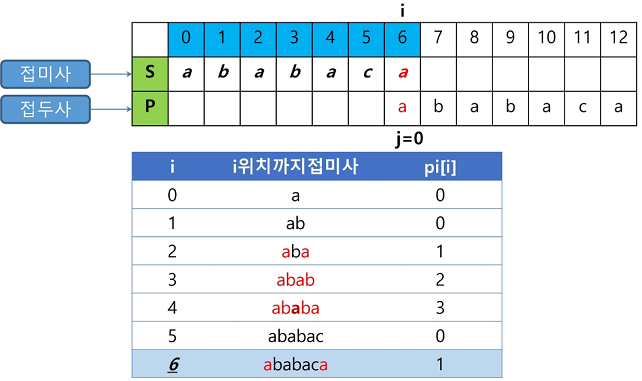 i
0 1 2 3 4 5 6 7 8 9 10 11 12
접미사 S a b a b a c a
접두사 P a b a b a c a
j=0
i i위치까지접미사 pi[i]
0 a 0
1 ab 0
2 aba 1
3 abab 2
4 ababa 3
5 ababac 0
6 ababaca 1